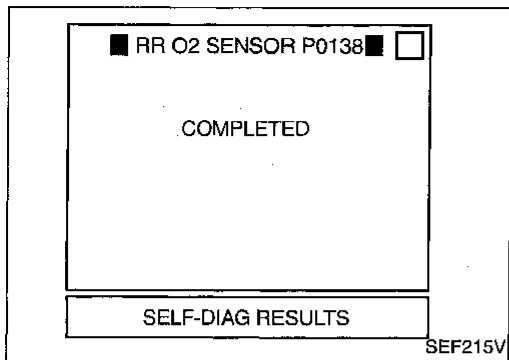 RR O2 SENSOR P0138
COMPLETED
SELF-DIAG RESULTS
SEF215V